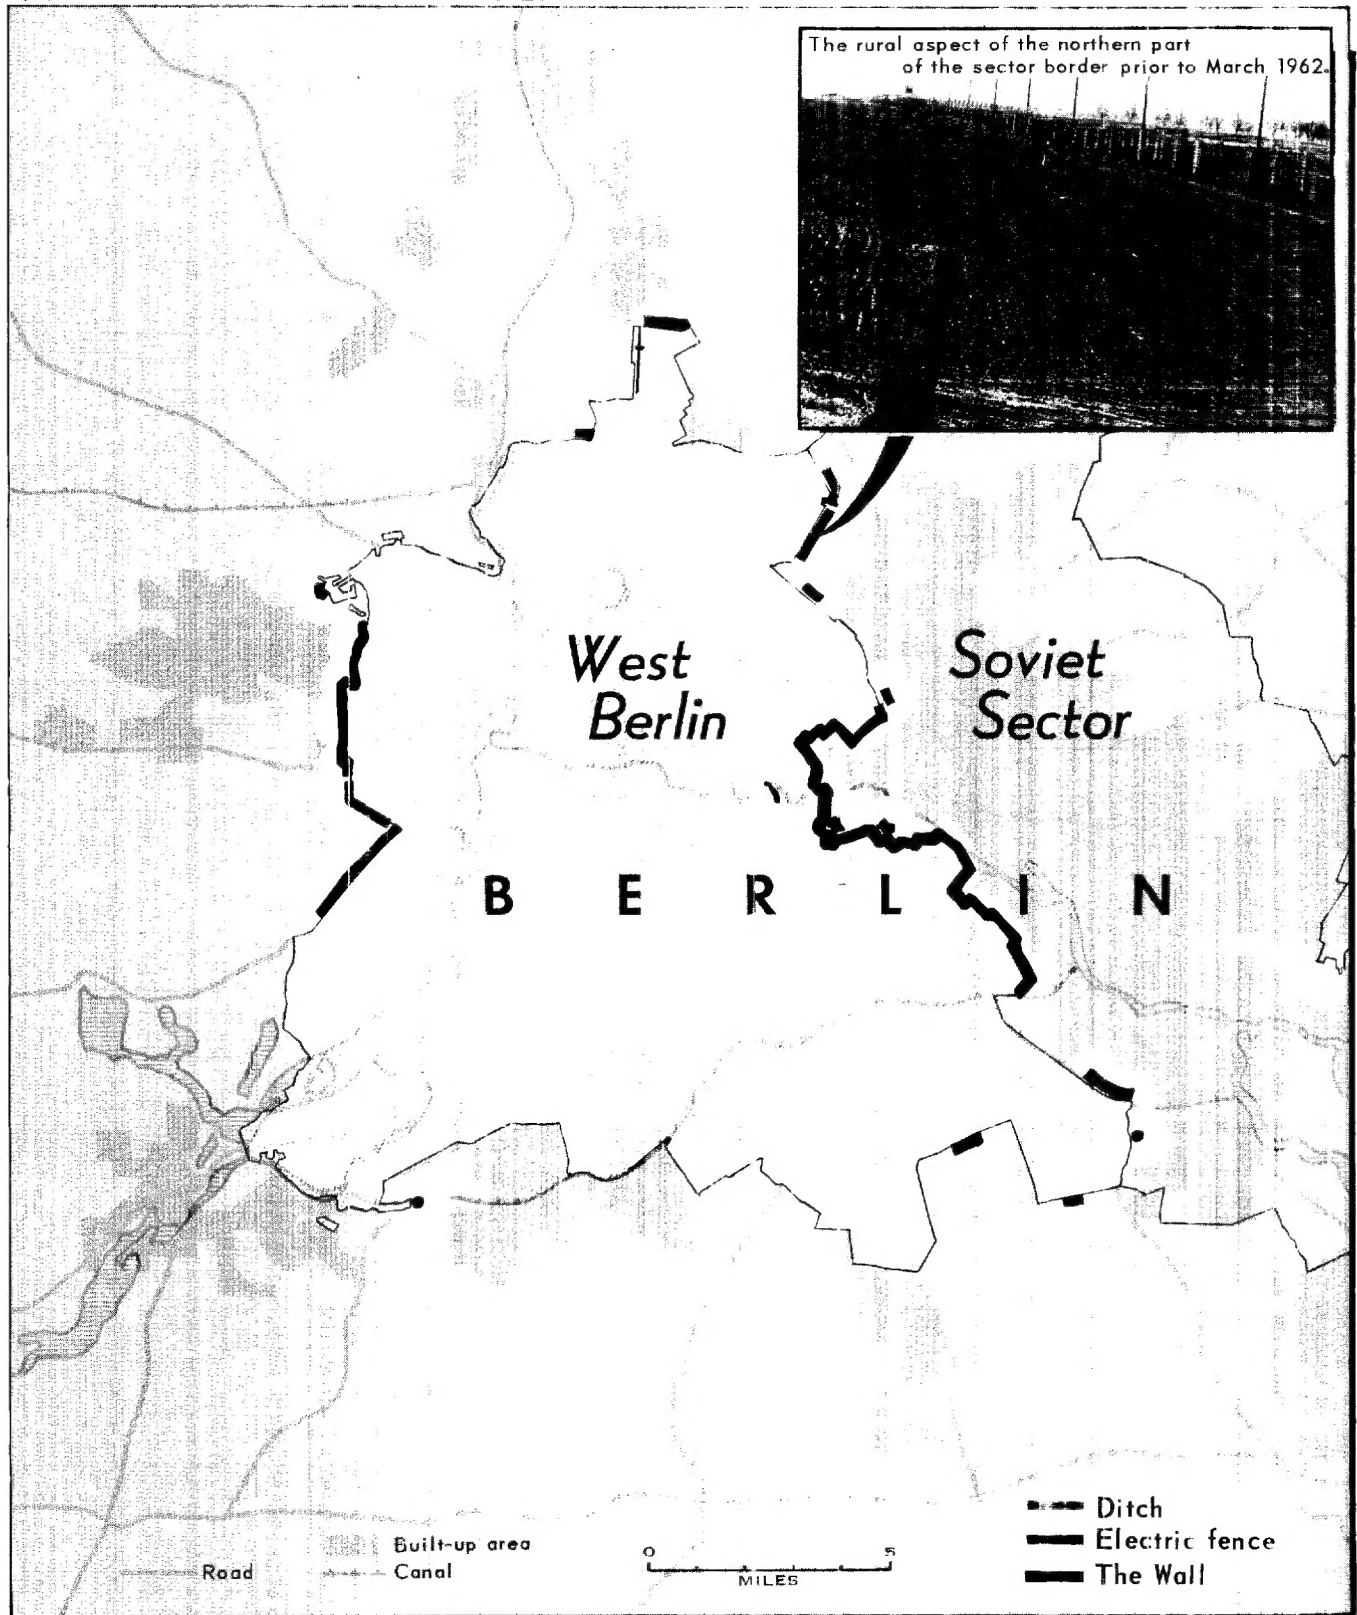 The rural aspect of the northern part
of the sector border prior to March 1962.
West
Berlin
Soviet
Sector
B E R L I N
Ditch
Electric fence
The Wall
Built-up area
Road
Canal
0 5
MILES